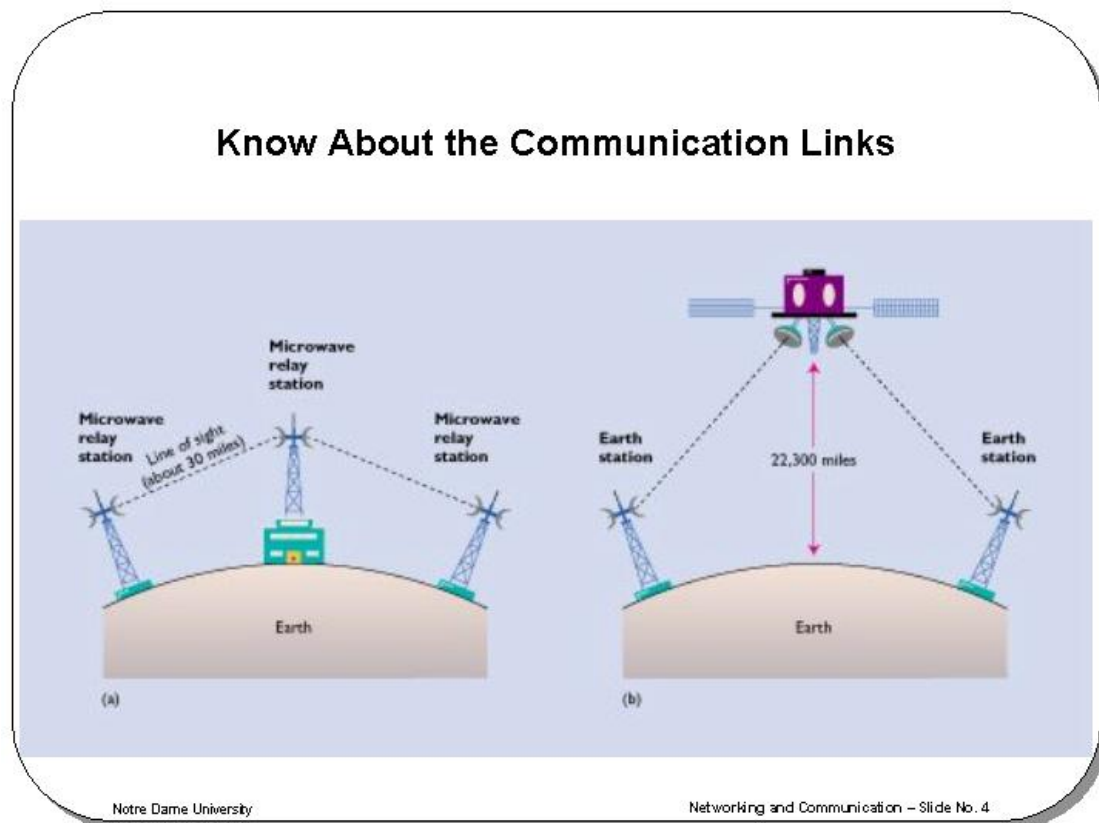 Know About the Communication Links
Microwave
relay
station
Microwave
relay
station
Line of sight
(about 30 miles)
Microwave
relay
station
Earth
(a)
Earth
station
22,300 miles
Earth
station
Earth
(b)
Notre Dame University
Networking and Communication – Slide No. 4